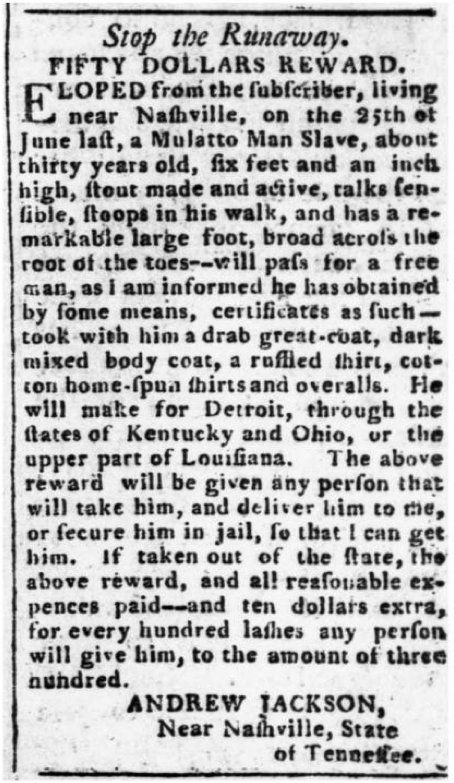 Stop the Runaway.
FIFTY DOLLARS REWARD.
ELOPED from the ſubſcriber, living
near Naſhville, on the 25th of
June laſt, a Mulatto Man Slave, about
thirty years old, ſix feet and an inch
high, ſtout made and active, talks ſen-
ſible, ſtoops in his walk, and has a re-
markable large foot, broad acroſs the
root of the toes--will paſs for a free
man, as I am informed he has obtained
by ſome means, certificates as ſuch—
took with him a drab great-coat, dark
mixed body coat, a ruffled ſhirt, cot-
ton home-ſpun ſhirts and overalls. He
will make for Detroit, through the
ſtates of Kentucky and Ohio, or the
upper part of Louiſiana. The above
reward will be given any perſon that
will take him, and deliver him to me,
or ſecure him in jail, ſo that I can get
him. If taken out of the ſtate, the
above reward, and all reaſonable ex-
pences paid—and ten dollars extra,
for every hundred laſhes any perſon
will give him, to the amount of three
hundred.
ANDREW JACKSON,
Near Naſhville, State
of Tenneſſee.